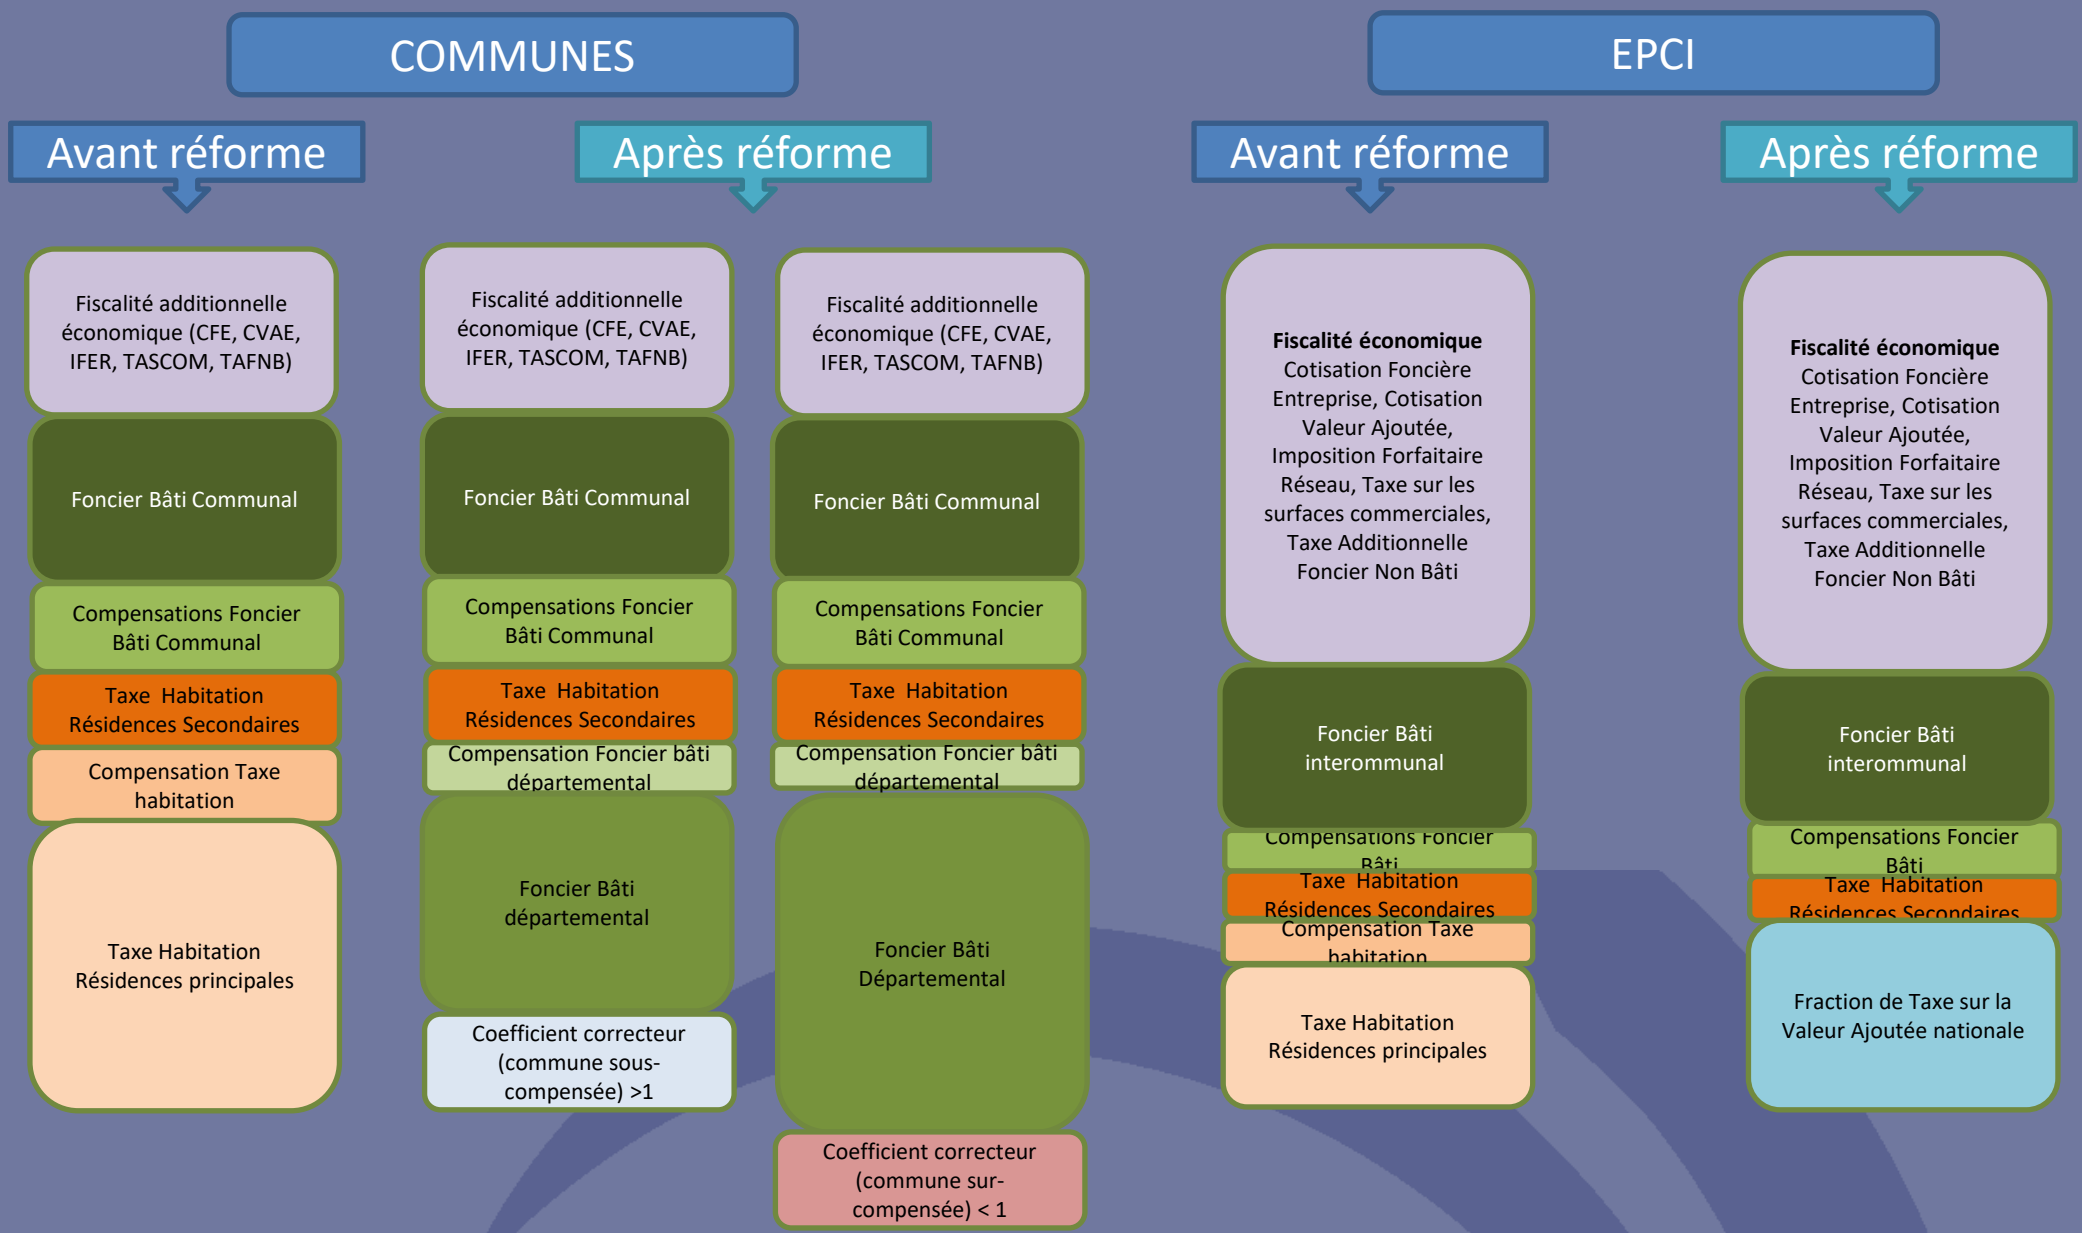 COMMUNES
EPCI
Avant réforme
Après réforme
Avant réforme
Après réforme
Fiscalité additionnelle
économique (CFE, CVAE,
IFER, TASCOM, TAFNB)
Foncier Bâti Communal
Compensations Foncier
Bâti Communal
Taxe Habitation
Résidences Secondaires
Compensation Taxe
habitation
Taxe Habitation
Résidences principales
Fiscalité additionnelle
économique (CFE, CVAE,
IFER, TASCOM, TAFNB)
Foncier Bâti Communal
Compensations Foncier
Bâti Communal
Taxe Habitation
Résidences Secondaires
Compensation Foncier bâti
départemental
Foncier Bâti
départemental
Coefficient correcteur
(commune sous-
compensée) >1
Fiscalité additionnelle
économique (CFE, CVAE,
IFER, TASCOM, TAFNB)
Foncier Bâti Communal
Compensations Foncier
Bâti Communal
Taxe Habitation
Résidences Secondaires
Compensation Foncier bâti
départemental
Foncier Bâti
Départemental
Coefficient correcteur
(commune sur-
compensée) < 1
Fiscalité économique
Cotisation Foncière
Entreprise, Cotisation
Valeur Ajoutée,
Imposition Forfaitaire
Réseau, Taxe sur les
surfaces commerciales,
Taxe Additionnelle
Foncier Non Bâti
Foncier Bâti
interommunal
Compensations Foncier
Bâti
Taxe Habitation
Résidences Secondaires
Compensation Taxe
habitation
Taxe Habitation
Résidences principales
Fiscalité économique
Cotisation Foncière
Entreprise, Cotisation
Valeur Ajoutée,
Imposition Forfaitaire
Réseau, Taxe sur les
surfaces commerciales,
Taxe Additionnelle
Foncier Non Bâti
Foncier Bâti
interommunal
Compensations Foncier
Bâti
Taxe Habitation
Résidences Secondaires
Fraction de Taxe sur la
Valeur Ajoutée nationale